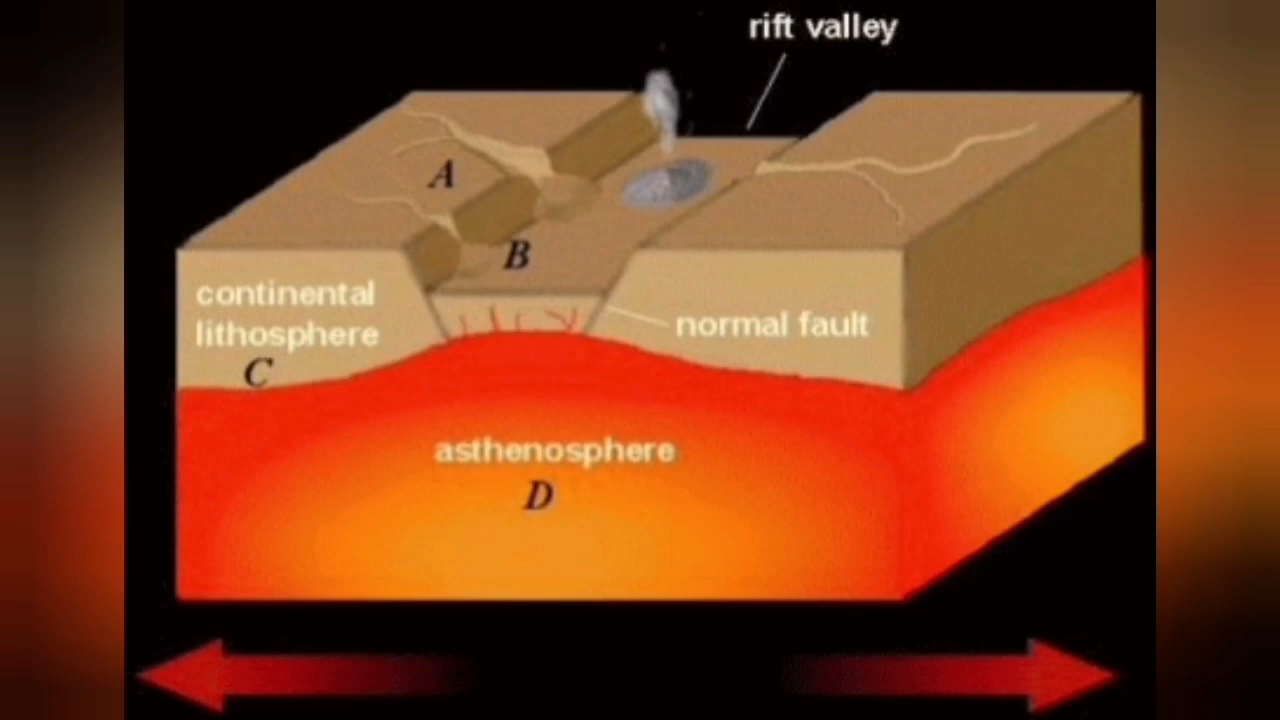 rift valley
A
B
continental
lithosphere
normal fault
C
asthenosphere
D